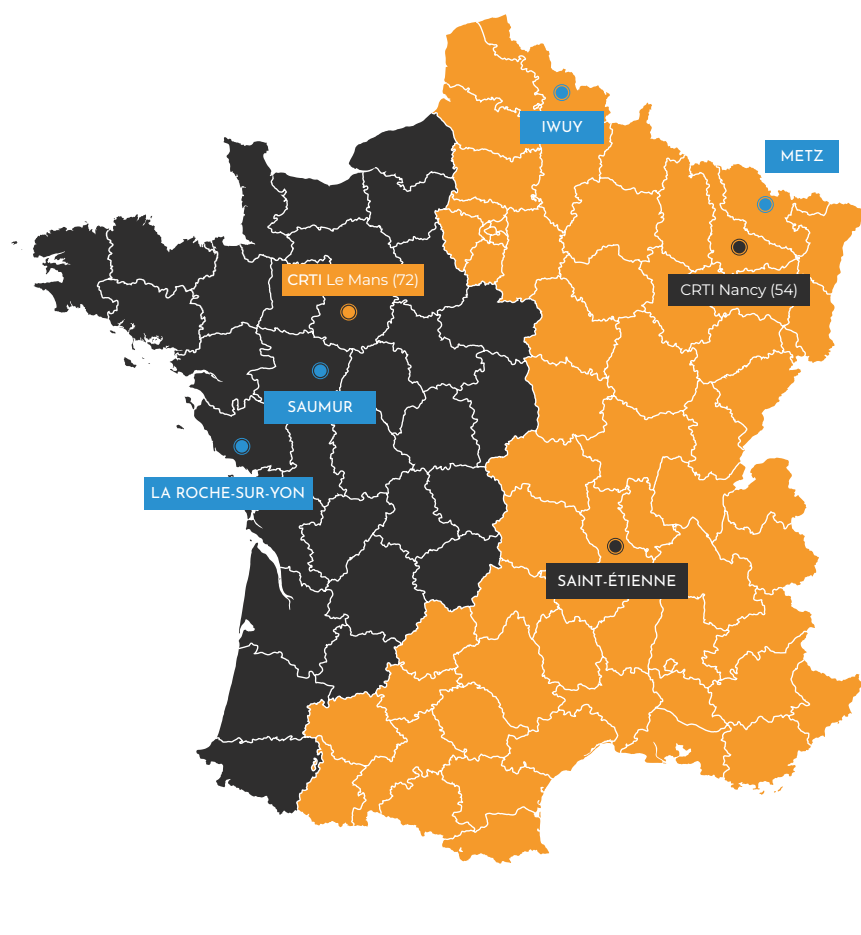 IWUY
METZ
CRTI Le Mans (72)
CRTI Nancy (54)
SAUMUR
LA ROCHE-SUR-YON
SAINT-ÉTIENNE